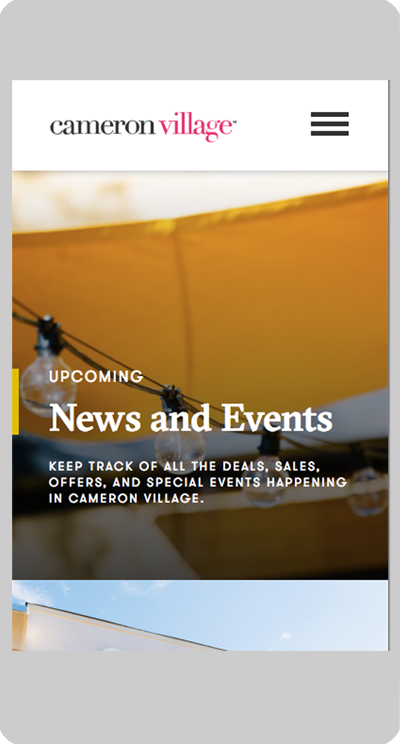 cameron village
UPCOMING
News and Events
KEEP TRACK OF ALL THE DEALS, SALES,
OFFERS, AND SPECIAL EVENTS HAPPENING
IN CAMERON VILLAGE.